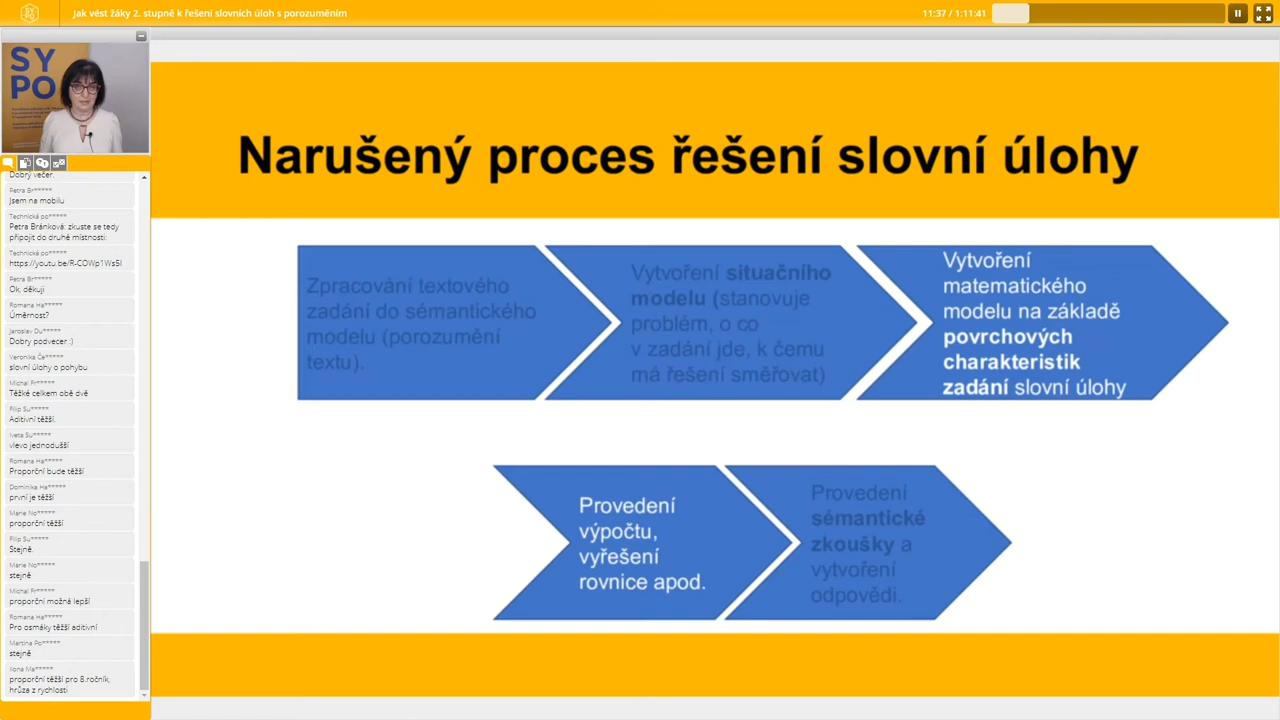 Jak vést žáky 2. stupně k řešení slovních úloh s porozuměním
11:37 / 1:11:41
SY
PO
Dobrý večer.
Petra Br*****
Jsem na mobilu
Technická po*****
Petra Bránková: zkuste se tedy
připojit do druhé místnosti:
Technická po*****
https://youtu.be/R-COWp1Ws5I
Petra Br*****
Ok, děkuji
Romana Ha*****
Úměrnost?
Jaroslav Du*****
Dobry podvecer :)
Veronika Če*****
slovní úlohy o pohybu
Michal Fr*****
Těžké celkem obě dvě
Filip Su*****
Aditivní těžší.
Iveta Su*****
vlevo jednodušší
Romana Ha*****
Proporční bude těžší
Dominika Ha*****
první je těžší
Marie No*****
proporční těžší
Filip Su*****
Stejně.
Marie No*****
stejně
Michal Fr*****
proporční možná lepší
Romana Ha*****
Pro osmáky těžší aditivní
Martina Po*****
stejně
Ilona Ma*****
proporční těžší pro 8.ročník,
hrůza z rychlosti
Narušený proces řešení slovní úlohy
Zpracování textového
zadání do sémantického
modelu (porozumění
textu).
Vytvoření situačního
modelu (stanovuje
problém, o co
v zadání jde, k čemu
má řešení směřovat)
Vytvoření
matematického
modelu na základě
povrchových
charakteristik
zadání slovní úlohy
Provedení
výpočtu,
vyřešení
rovnice apod.
Provedení
sémantické
zkoušky a
vytvoření
odpovědi.